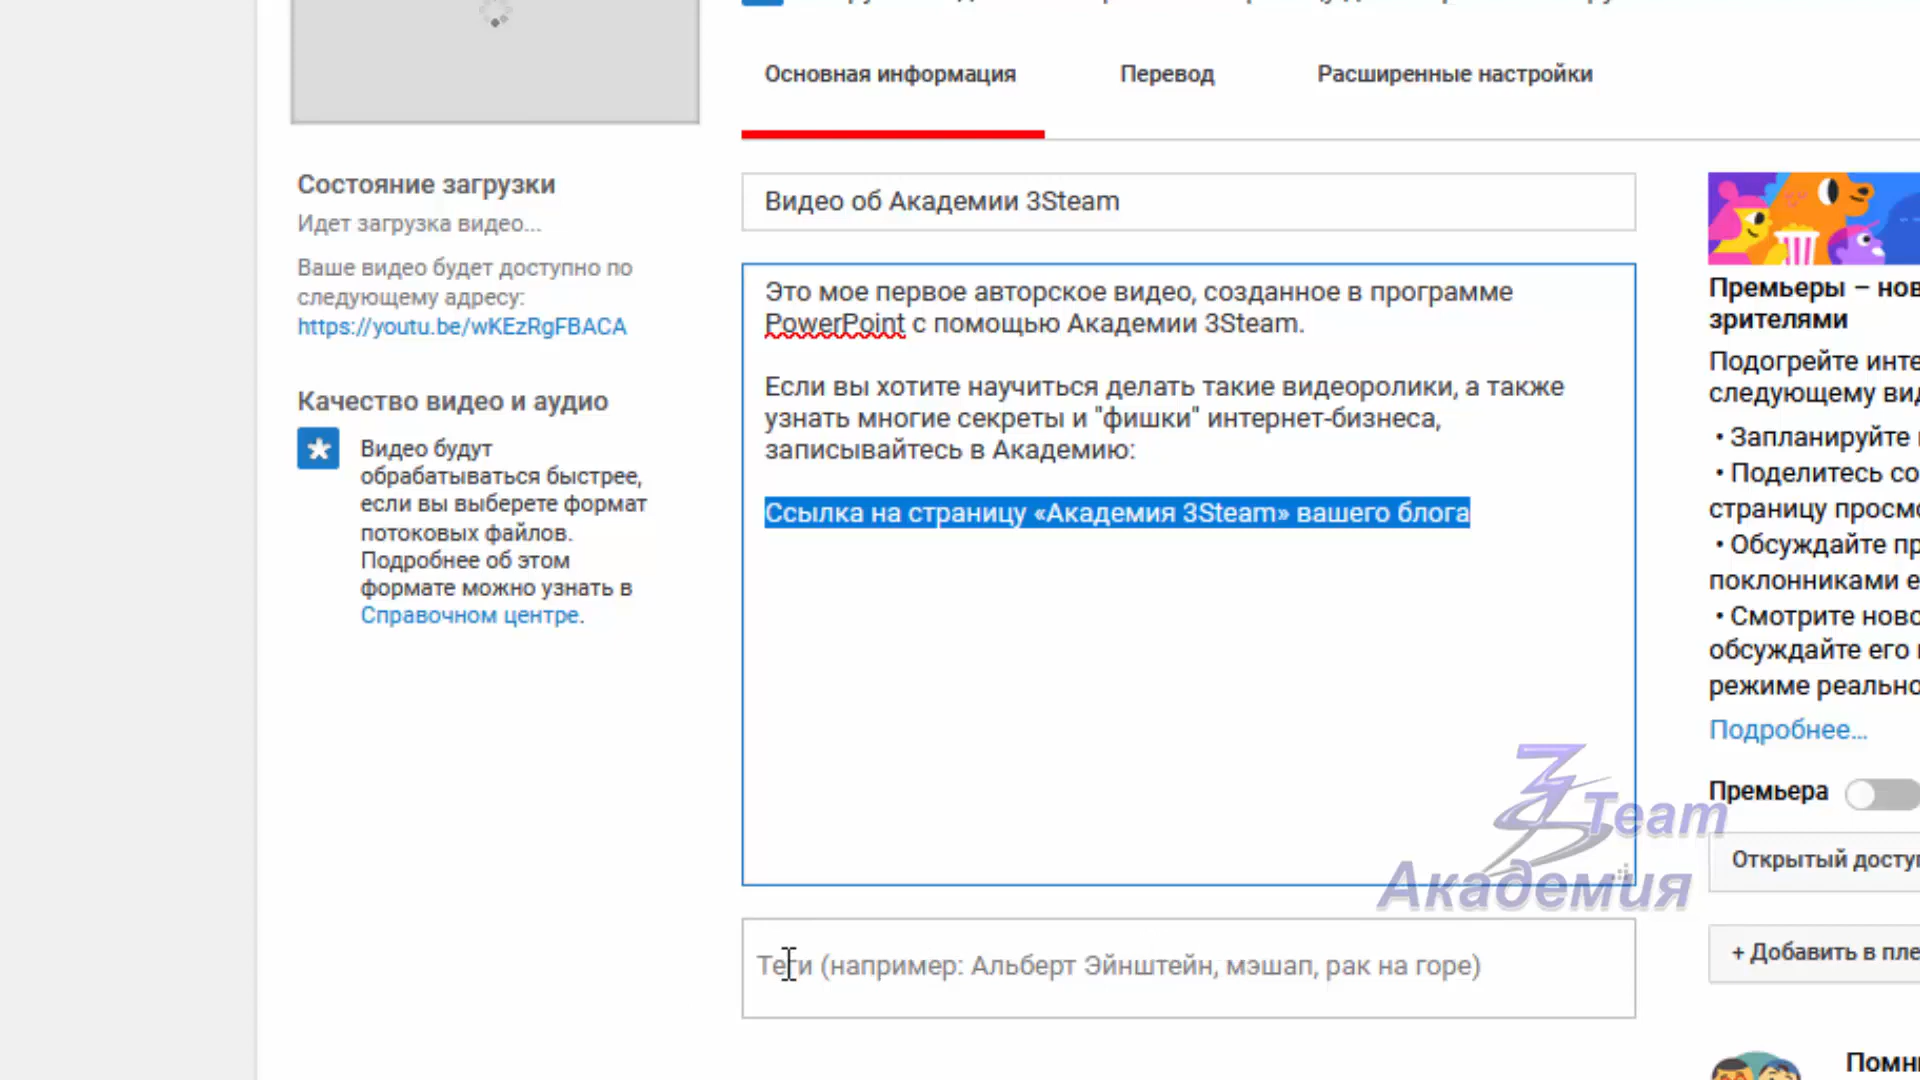 Основная информация
Перевод
Расширенные настройки
Состояние загрузки
Идет загрузка видео...
Ваше видео будет доступно по
следующему адресу:
https://youtu.be/wKEzRgFBACA
Качество видео и аудио
Видео будут
обрабатываться быстрее,
если вы выберете формат
потоковых файлов.
Подробнее об этом
формате можно узнать в
Справочном центре.
Видео об Академии 3Steam
Это мое первое авторское видео, созданное в программе
PowerPoint с помощью Академии 3Steam.
Если вы хотите научиться делать такие видеоролики, а также
узнать многие секреты и "фишки" интернет-бизнеса,
записывайтесь в Академию:
Ссылка на страницу «Академия 3Steam» вашего блога
Теги (например: Альберт Эйнштейн, мэшап, рак на горе)
Премьеры – нов
зрителями
Подогрейте инте
следующему вид
• Запланируйте
• Поделитесь со
страницу просмо
• Обсуждайте пр
поклонниками е
• Смотрите ново
обсуждайте его
режиме реально
Подробнее...
Премьера
Открытый доступ
+ Добавить в пле
Помни
3S Team
Академия